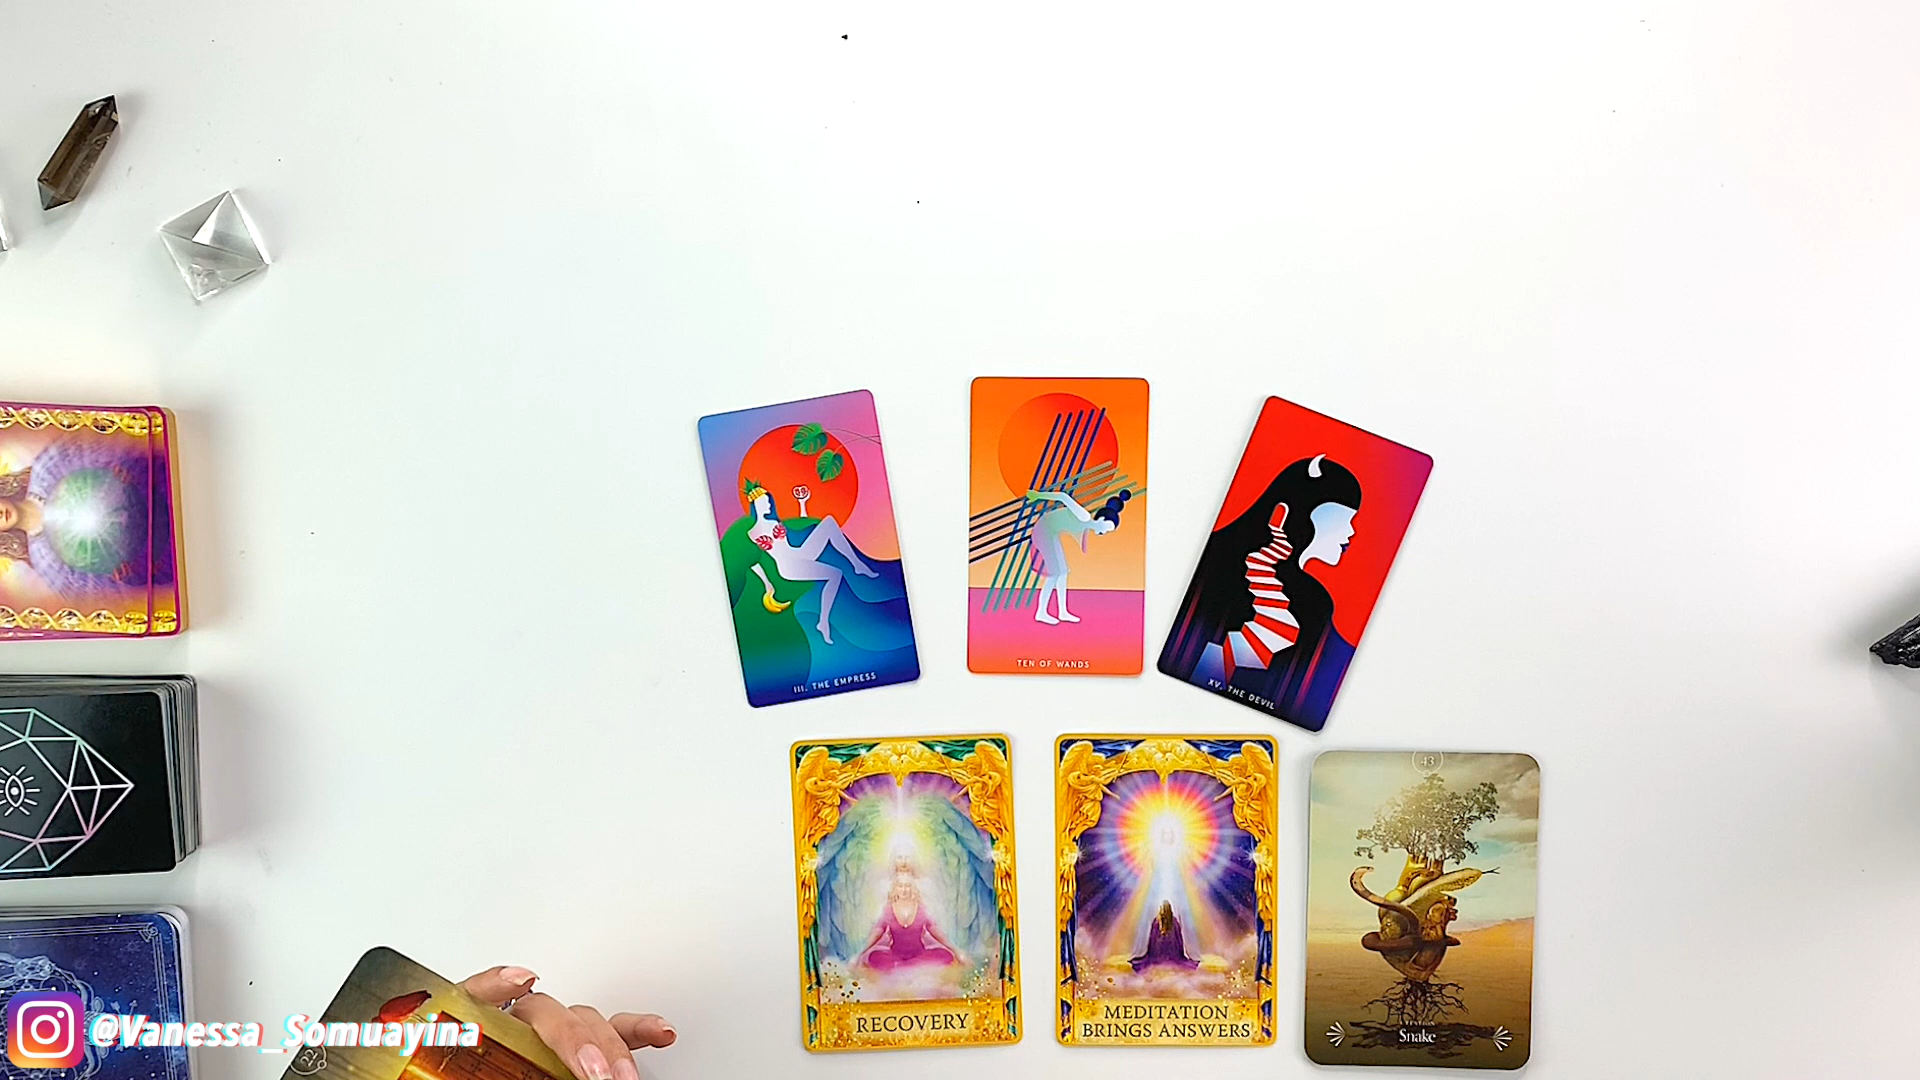 III. THE EMPRESS
TEN OF WANDS
XV. THE DEVIL
RECOVERY
MEDITATION
BRINGS ANSWERS
43
Snake
@Vanessa_Somuayina